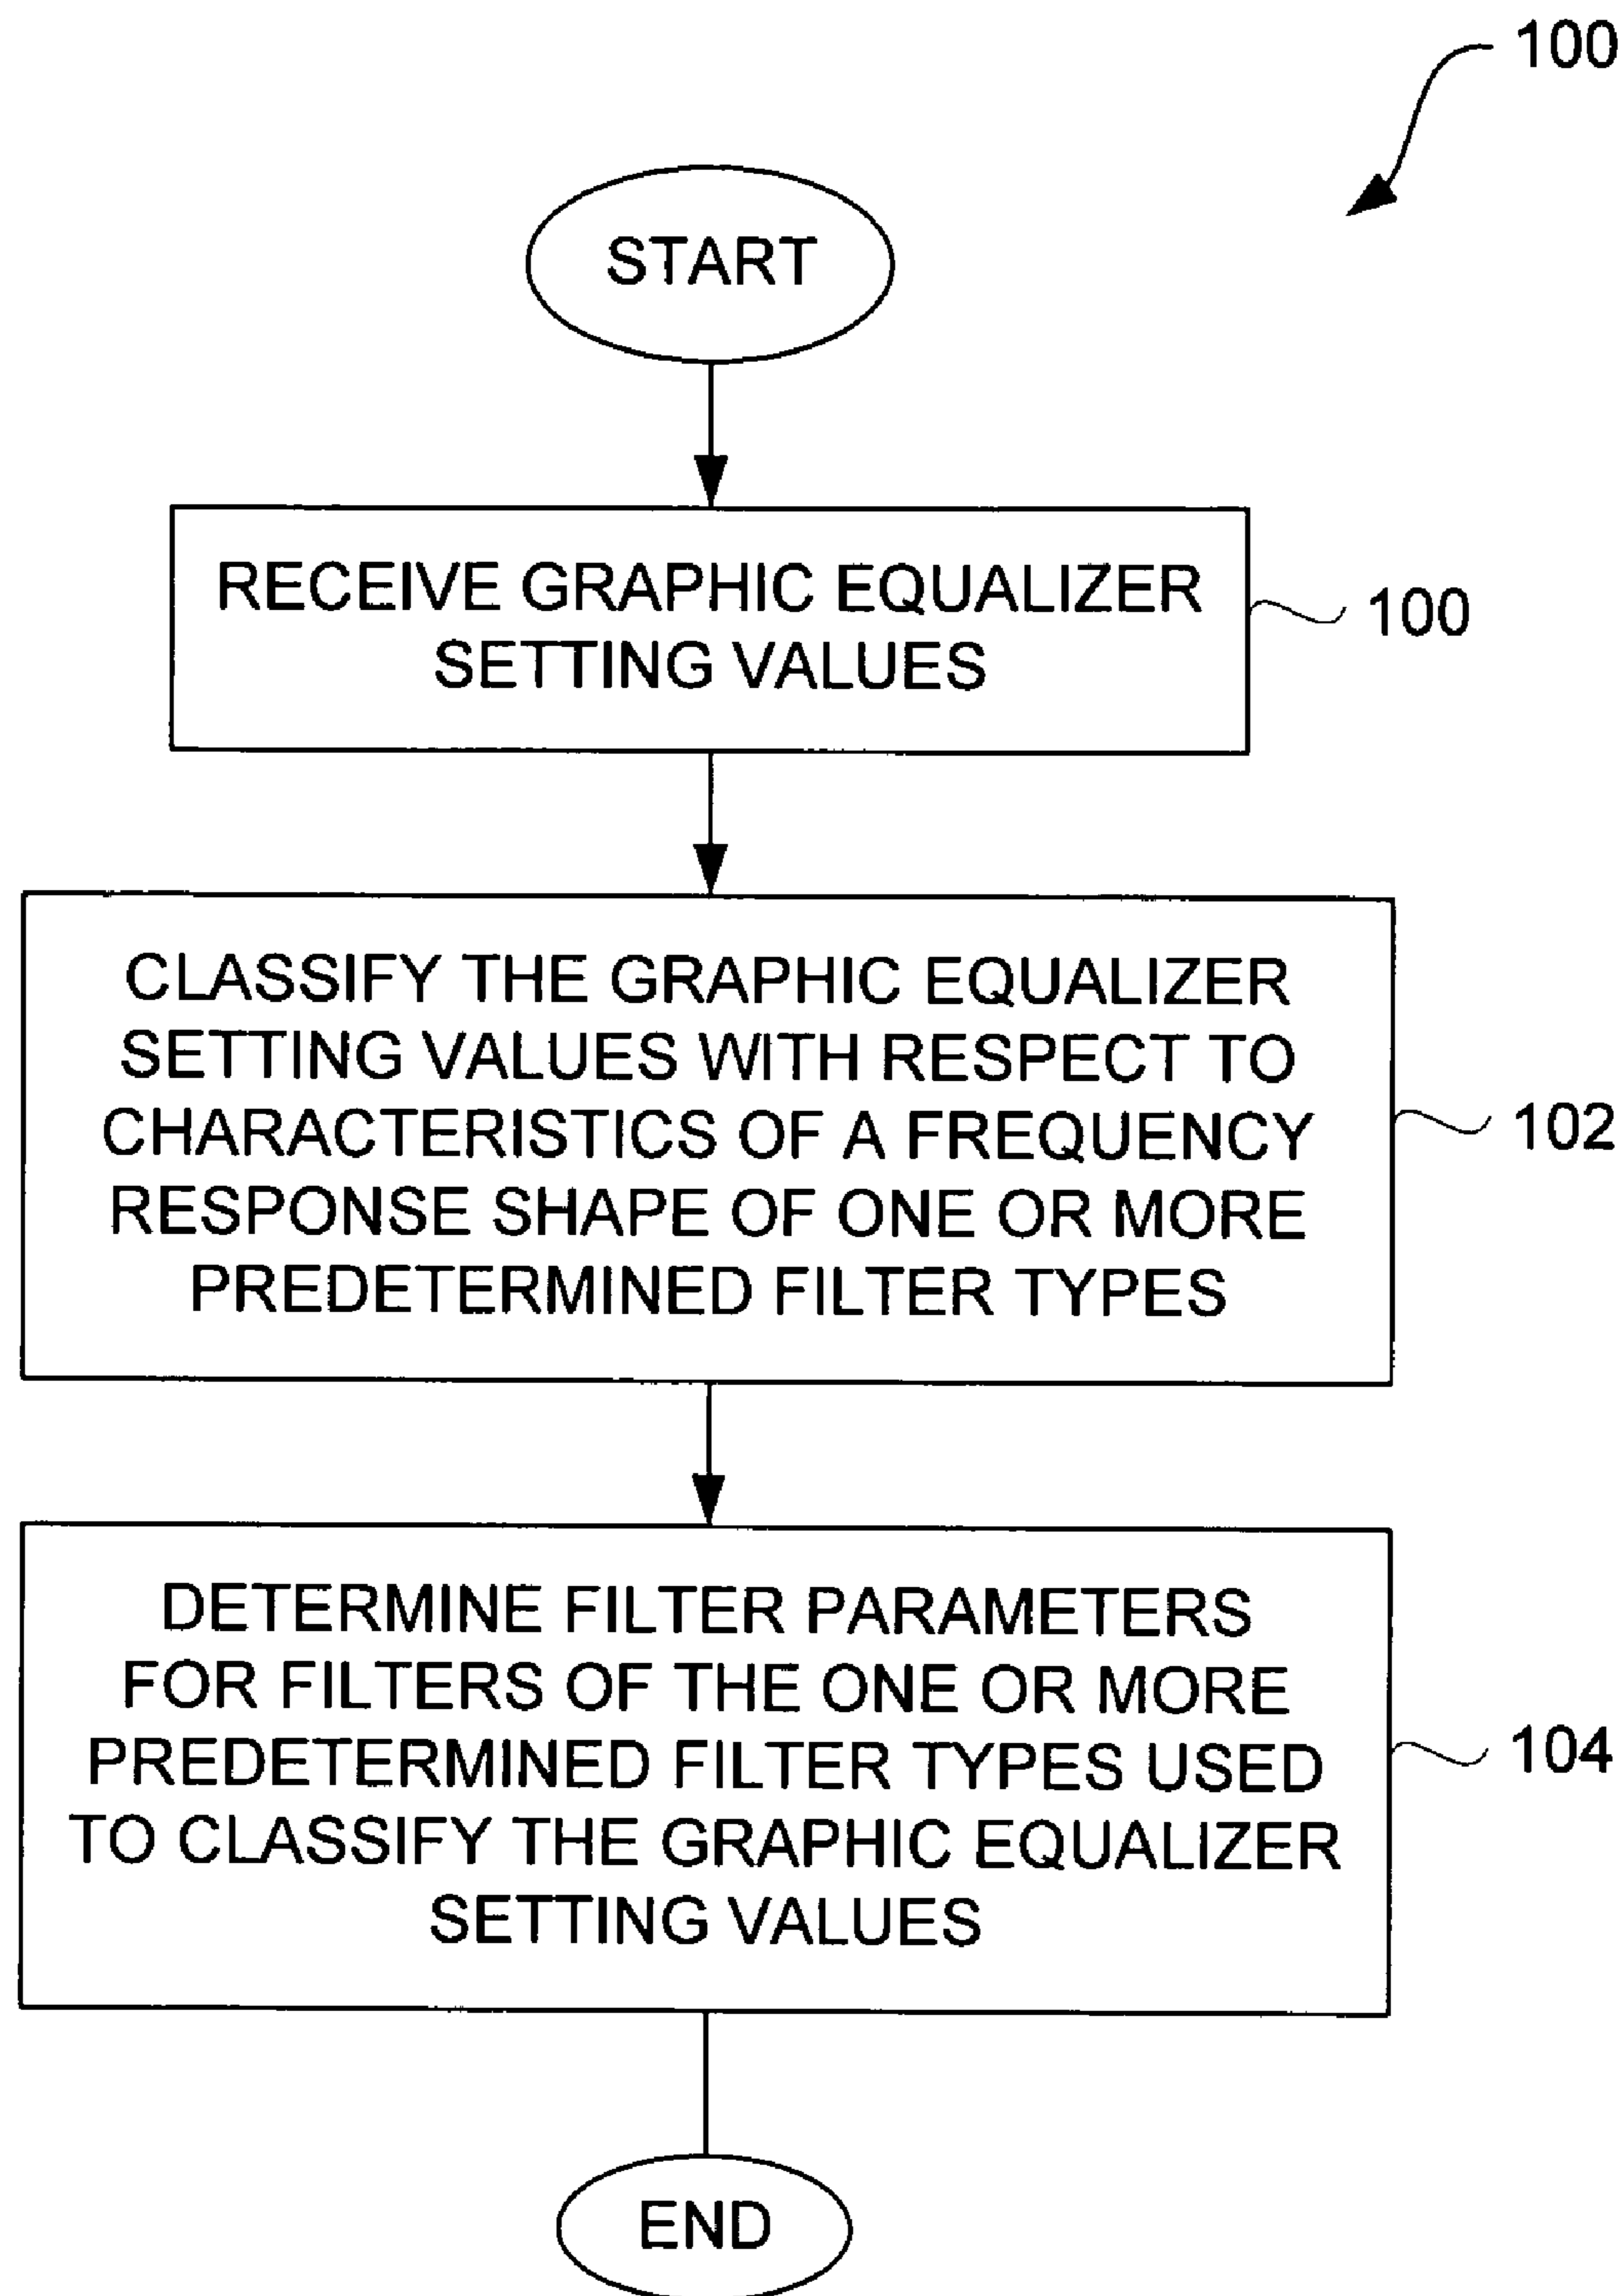 100
START
RECEIVE GRAPHIC EQUALIZER
SETTING VALUES
100
CLASSIFY THE GRAPHIC EQUALIZER
SETTING VALUES WITH RESPECT TO
CHARACTERISTICS OF A FREQUENCY
RESPONSE SHAPE OF ONE OR MORE
PREDETERMINED FILTER TYPES
102
DETERMINE FILTER PARAMETERS
FOR FILTERS OF THE ONE OR MORE
PREDETERMINED FILTER TYPES USED
TO CLASSIFY THE GRAPHIC EQUALIZER
SETTING VALUES
104
END